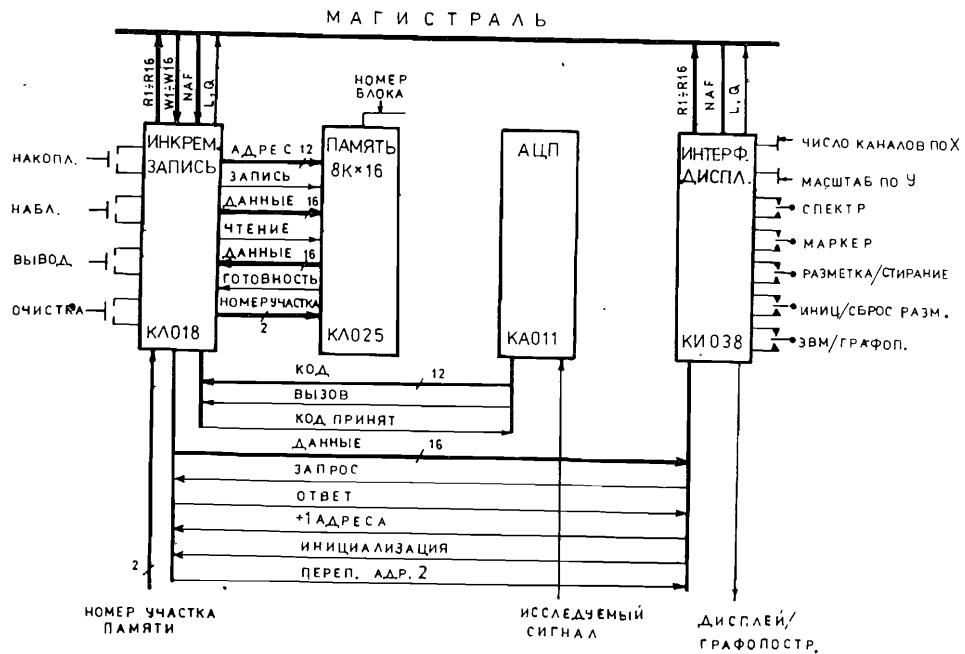 МАГИСТРАЛЬ
R1÷R16
W1÷W16
NAF
L,Q
НОМЕР
БЛОКА
R1÷R16
NAF
L,Q
ИНКРЕМ.
ЗАПИСЬ
КЛ018
НАКОПЛ.
НАБЛ.
ВЫВОД
ОЧИСТКА
АДРЕС 12
ЗАПИСЬ
ДАННЫЕ 16
ЧТЕНИЕ
ДАННЫЕ 16
ГОТОВНОСТЬ
НОМЕР УЧАСТКА
2
ПАМЯТЬ
8К×16
КЛ025
АЦП
КА011
ИНТЕРФ.
ДИСПЛ.
КИ038
ЧИСЛО КАНАЛОВ ПО X
МАСШТАБ ПО У
СПЕКТР
МАРКЕР
РАЗМЕТКА/СТИРАНИЕ
ИНИЦ/СБРОС РАЗМ.
ЭВМ/ГРАФОП.
КОД 12
ВЫЗОВ
КОД ПРИНЯТ
ДАННЫЕ 16
ЗАПРОС
ОТВЕТ
+1 АДРЕСА
ИНИЦИАЛИЗАЦИЯ
ПЕРЕП. АДР. 2
2
НОМЕР УЧАСТКА
ПАМЯТИ
ИССЛЕДУЕМЫЙ
СИГНАЛ
ДИСПЛЕЙ/
ГРАФОПОСТР.